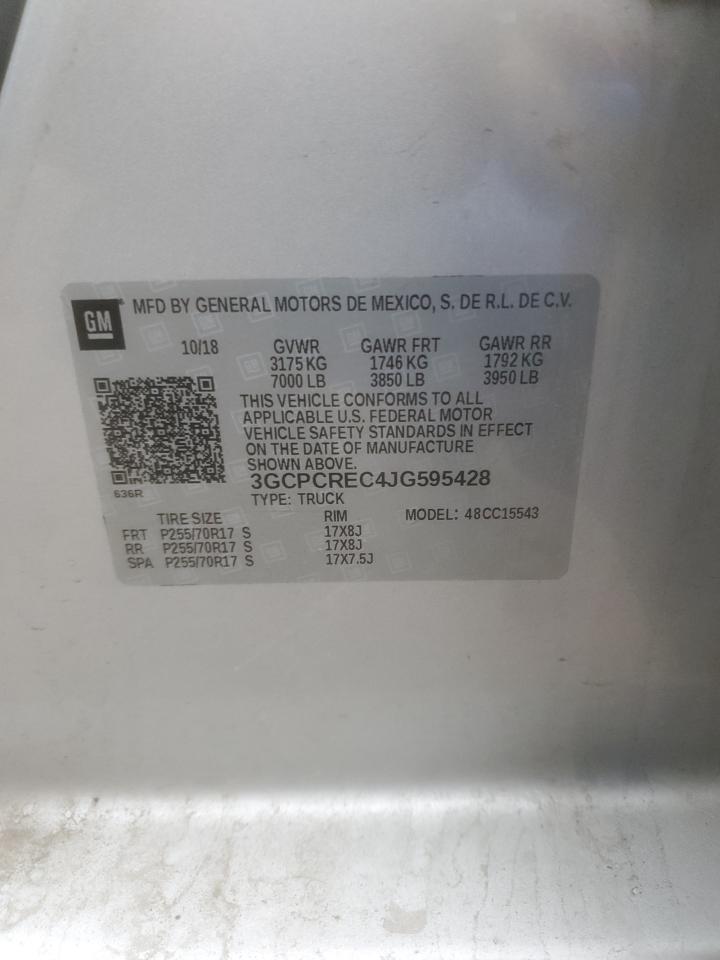 GM MFD BY GENERAL MOTORS DE MEXICO, S. DE R.L. DE C.V.
10/18 GVWR GAWR FRT GAWR RR
3175 KG 1746 KG 1792 KG
7000 LB 3850 LB 3950 LB
THIS VEHICLE CONFORMS TO ALL
APPLICABLE U.S. FEDERAL MOTOR
VEHICLE SAFETY STANDARDS IN EFFECT
ON THE DATE OF MANUFACTURE
SHOWN ABOVE.
3GCPCREC4JG595428
636R
TYPE: TRUCK
TIRE SIZE RIM MODEL: 48CC15543
FRT P255/70R17 S 17X8J
RR P255/70R17 S 17X8J
SPA P255/70R17 S 17X7.5J